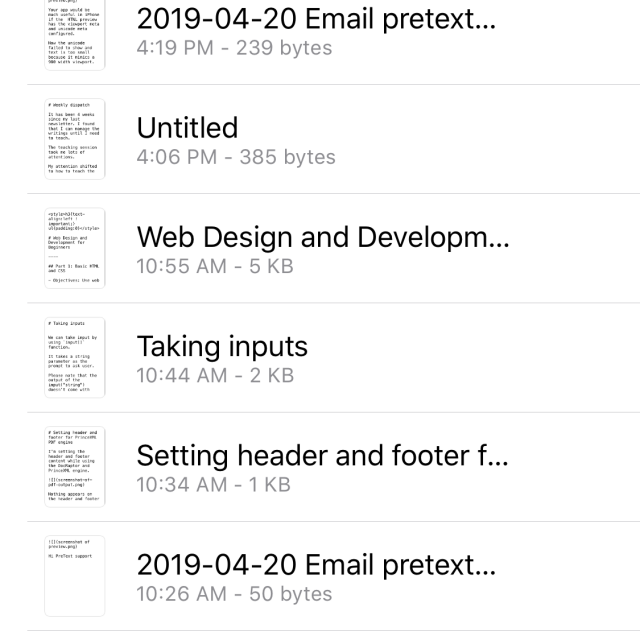 preview.png)
Your app would be
more useful in iPhone
if the HTML preview
has the viewport meta
and unicode meta
configured.
Now the unicode
failed to show and
text is too small
because it mimics a
900 width viewport.
2019-04-20 Email pretext...
4:19 PM - 239 bytes
# Weekly dispatch
It has been 4 weeks
since my last
newsletter. I found
that I can manage the
writings until I need
to teach.
The teaching session
took me lots of
attentions.
My attention shifted
to how to teach the
Untitled
4:06 PM - 385 bytes
<style>h3{text-
align:left !
important;}
ul{padding:0}</style>
# Web Design and
Development for
Beginners
----
## Part 1: Basic HTML
and CSS
- Objectives: One web
Web Design and Developm...
10:55 AM - 5 KB
# Taking inputs
We can take input by
using `input()`
function.
It takes a string
parameter as the
prompt to ask user.
Please note that the
output of the
input("string")
doesn't come with
Taking inputs
10:44 AM - 2 KB
# Setting header and
footer for PrinceXML
PDF engine
I'm setting the
header and footer
content while using
the DocRaptor and
PrinceXML engine.
![](screenshot-of-
pdf-output.png)
Nothing appears on
the header and footer
Setting header and footer f...
10:34 AM - 1 KB
![](screenshot of
preview.png)
Hi PreText support
2019-04-20 Email pretext...
10:26 AM - 50 bytes